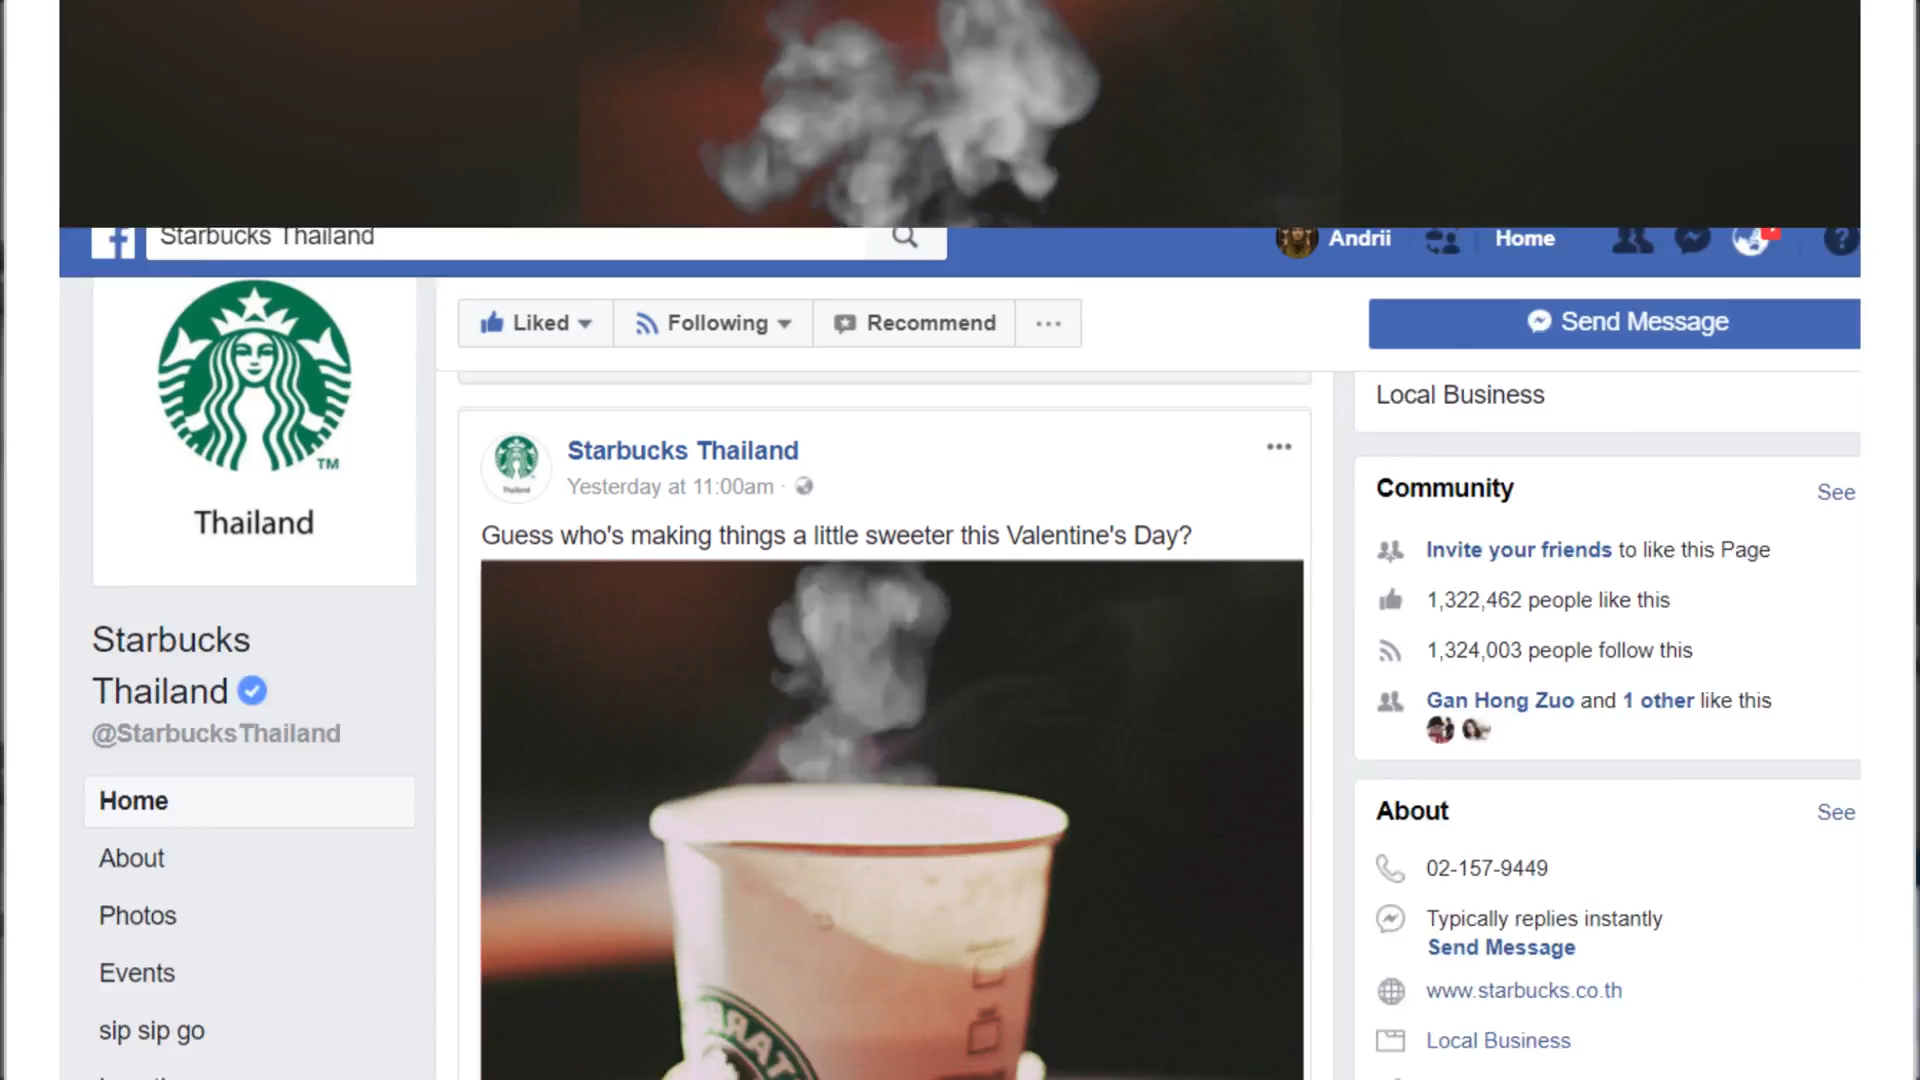 Starbucks Thailand
Andrii
Home
Liked
Following
Recommend
Send Message
TM
Thailand
Starbucks
Thailand
@StarbucksThailand
Home
About
Photos
Events
sip sip go
Starbucks Thailand
Yesterday at 11:00am ·
Guess who's making things a little sweeter this Valentine's Day?
Local Business
Community
See
Invite your friends to like this Page
1,322,462 people like this
1,324,003 people follow this
Gan Hong Zuo and 1 other like this
About
See
02-157-9449
Typically replies instantly
Send Message
www.starbucks.co.th
Local Business